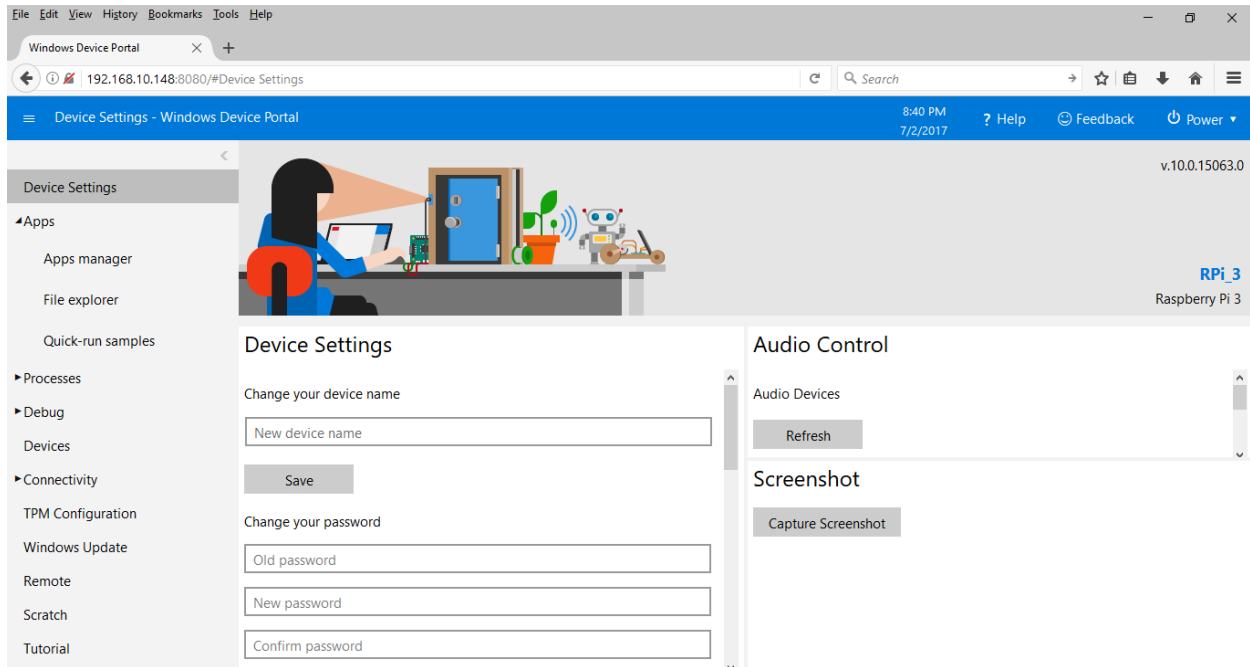 File Edit View History Bookmarks Tools Help
Windows Device Portal
192.168.10.148:8080/#Device Settings
Search
Device Settings - Windows Device Portal
8:40 PM
7/2/2017
? Help
Feedback
Power
Device Settings
Apps
Apps manager
File explorer
Quick-run samples
Processes
Debug
Devices
Connectivity
TPM Configuration
Windows Update
Remote
Scratch
Tutorial
v.10.0.15063.0
RPi_3
Raspberry Pi 3
Device Settings
Change your device name
New device name
Save
Change your password
Old password
New password
Confirm password
Audio Control
Audio Devices
Refresh
Screenshot
Capture Screenshot